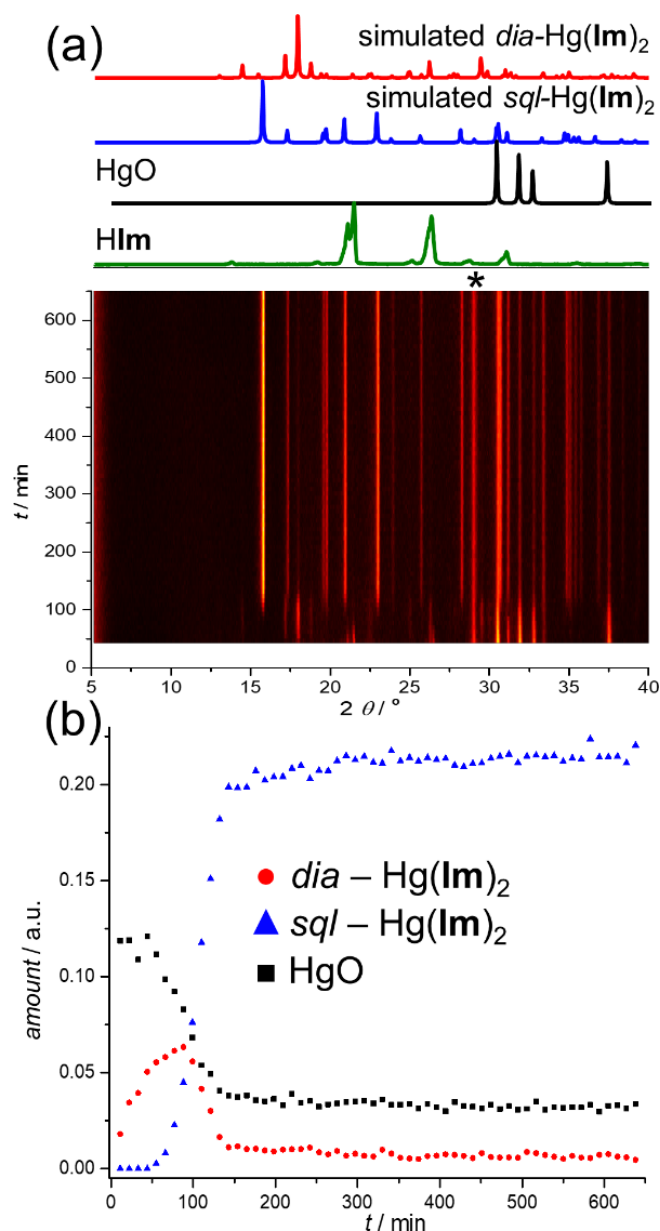 (a)
simulated dia-Hg(Im)2
simulated sql-Hg(Im)2
HgO
HIm
*
600
500
400
300
200
100
0
t / min
5 10 15 20 25 30 35 40
2 θ / °
(b)
0.20
0.15
0.10
0.05
0.00
amount / a.u.
dia – Hg(Im)2
sql – Hg(Im)2
HgO
0 100 200 300 400 500 600
t / min